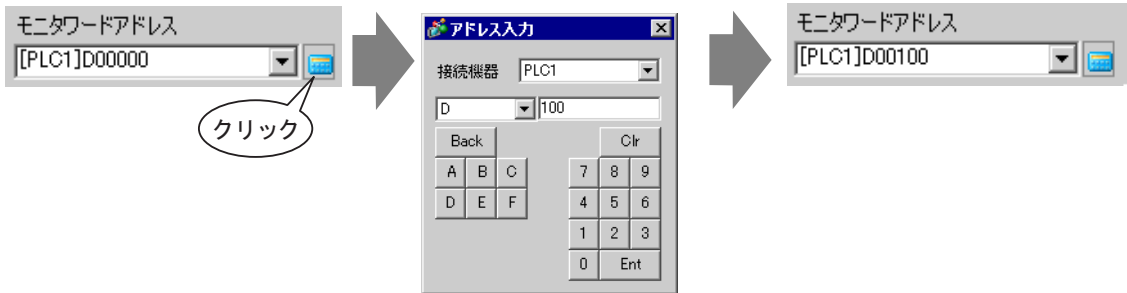 モニタワードアドレス
[PLC1]D00000
クリック
アドレス入力
接続機器 PLC1
D 100
Back Clr
A B C 7 8 9
D E F 4 5 6
1 2 3
0 Ent
モニタワードアドレス
[PLC1]D00100